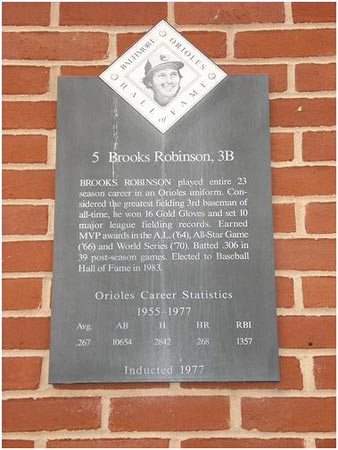 BALTIMORE ORIOLES
HALL of FAME
5 Brooks Robinson, 3B
BROOKS ROBINSON played entire 23
season career in an Orioles uniform. Con-
sidered the greatest fielding 3rd baseman of
all-time, he won 16 Gold Gloves and set 10
major league fielding records. Earned
MVP awards in the A.L. ('64), All-Star Game
('66) and World Series ('70). Batted .306 in
39 post-season games. Elected to Baseball
Hall of Fame in 1983.
Orioles Career Statistics
1955-1977
Avg. AB H HR RBI
.267 10654 2842 268 1357
Inducted 1977